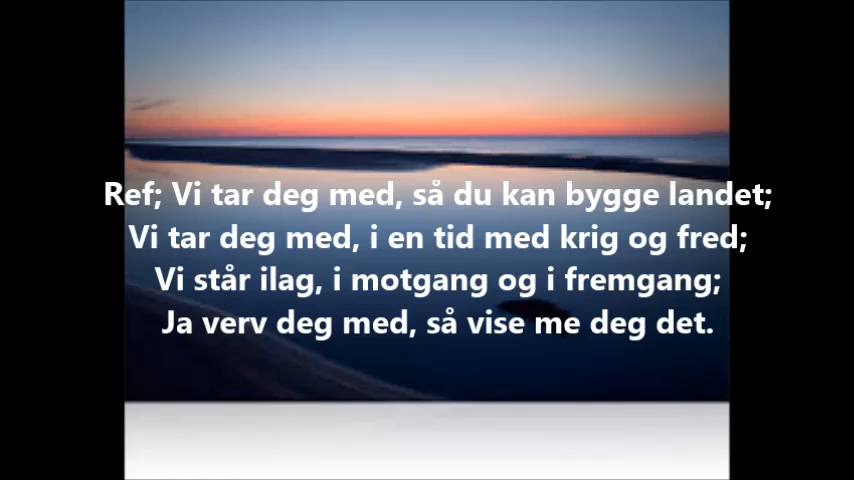 Ref; Vi tar deg med, så du kan bygge landet;
Vi tar deg med, i en tid med krig og fred;
Vi står ilag, i motgang og i fremgang;
Ja verv deg med, så vise me deg det.